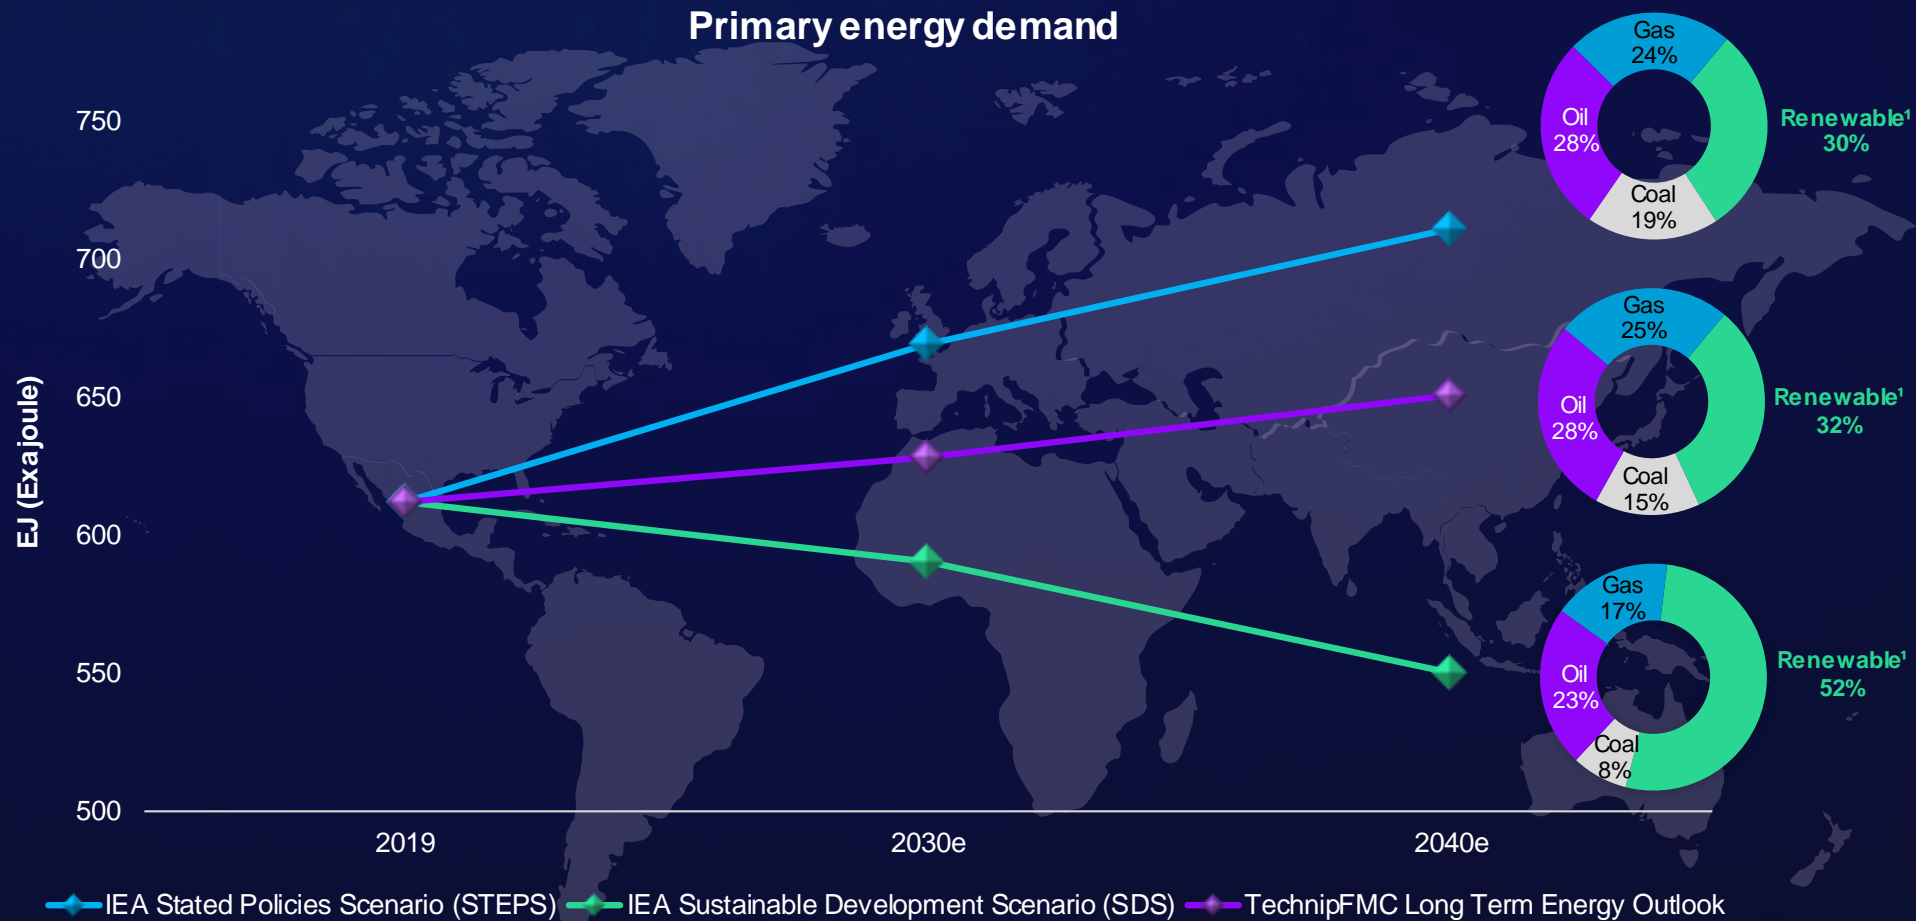 Primary energy demand
EJ (Exajoule)
750
700
650
600
550
500
2019
2030e
2040e
Gas
24%
Oil
28%
Renewable¹
30%
Coal
19%
Gas
25%
Oil
28%
Renewable¹
32%
Coal
15%
Gas
17%
Oil
23%
Renewable¹
52%
Coal
8%
IEA Stated Policies Scenario (STEPS)
IEA Sustainable Development Scenario (SDS)
TechnipFMC Long Term Energy Outlook